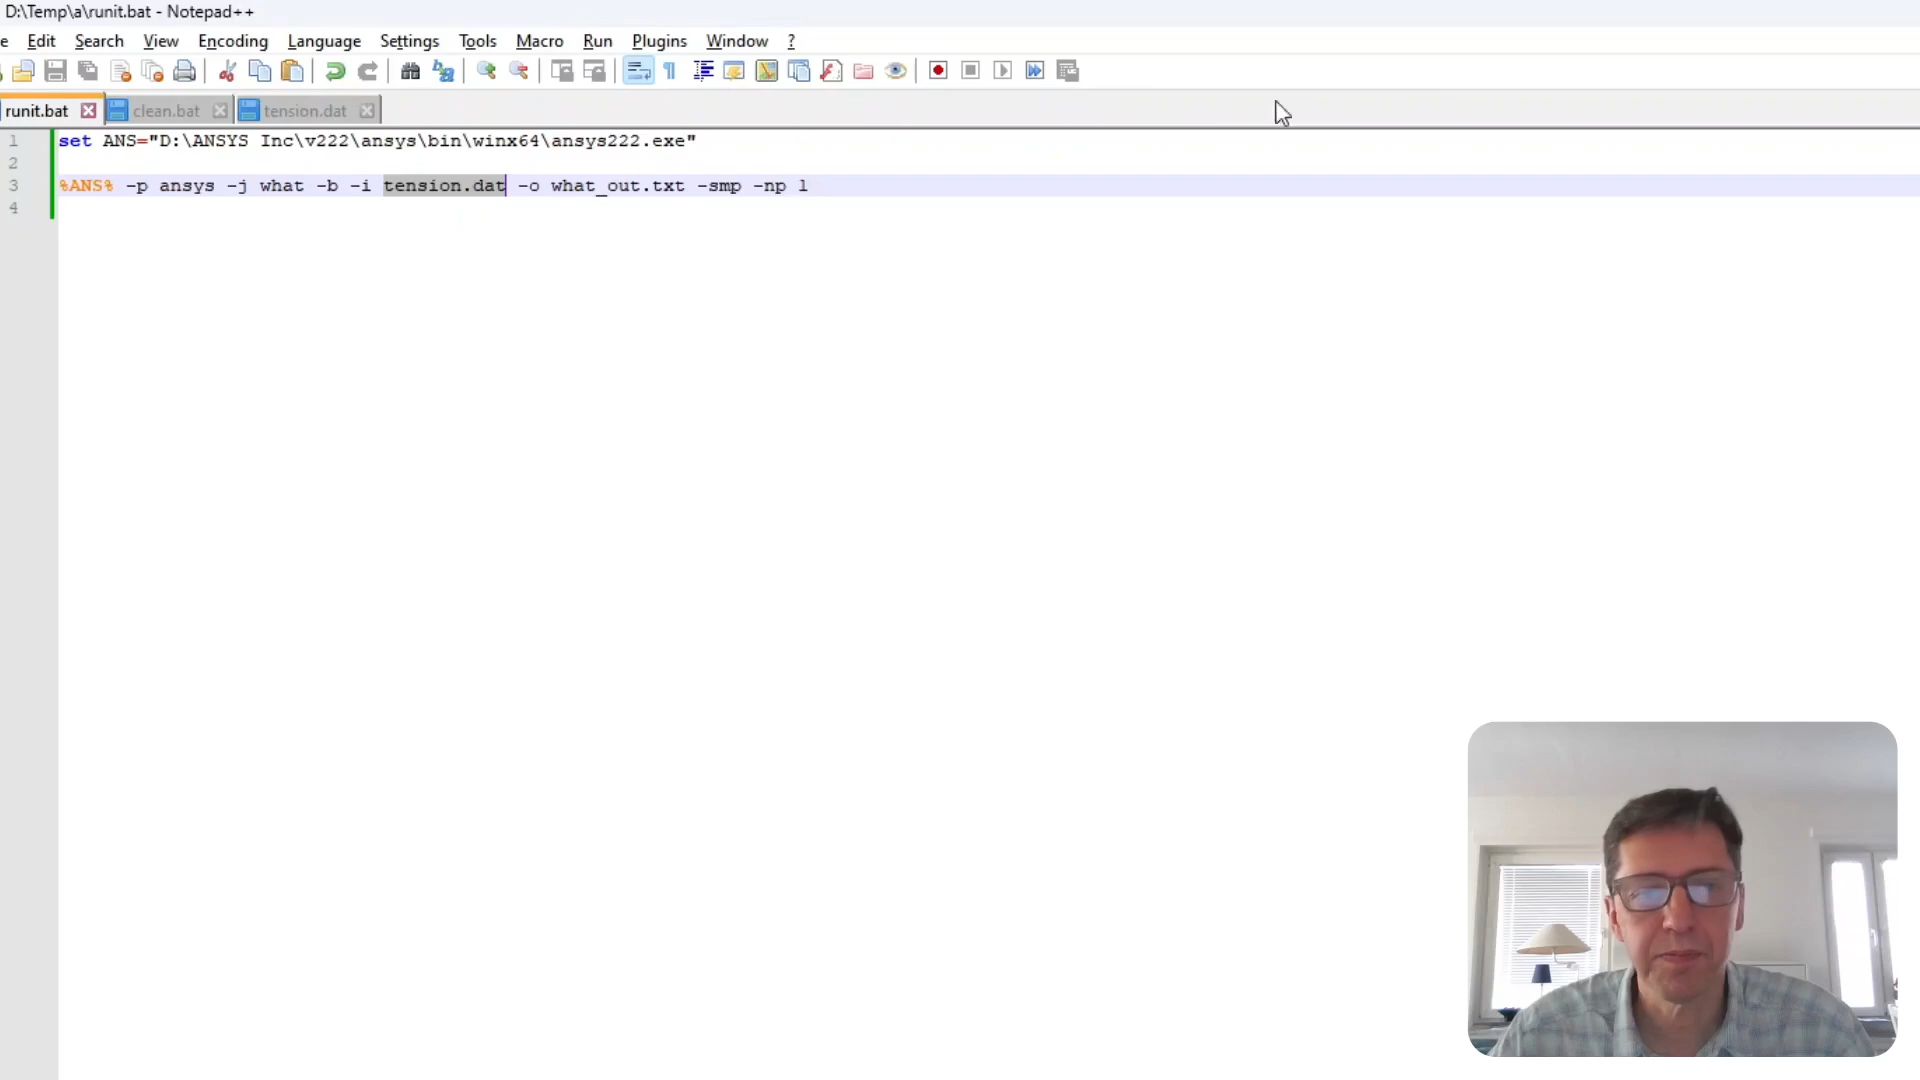 D:\Temp\a\runit.bat - Notepad++
e Edit Search View Encoding Language Settings Tools Macro Run Plugins Window ?
runit.bat clean.bat tension.dat
1 set ANS="D:\ANSYS Inc\v222\ansys\bin\winx64\ansys222.exe"
2
3 %ANS% -p ansys -j what -b -i tension.dat -o what_out.txt -smp -np 1
4